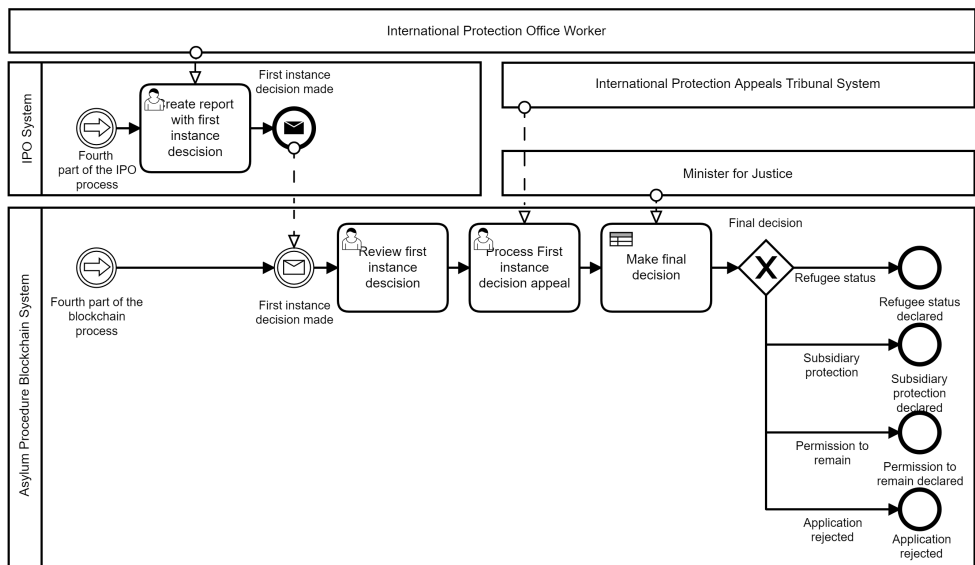 International Protection Office Worker
IPO System
First instance
decision made
Create report
with first
instance
descision
Fourth
part of the IPO
process
International Protection Appeals Tribunal System
Minister for Justice
Asylum Procedure Blockchain System
Fourth part of the
blockchain
process
First instance
decision made
Review first
instance
descision
Process First
instance
decision appeal
Make final
decision
Final decision
Refugee status
Refugee status
declared
Subsidiary
protection
Subsidiary
protection
declared
Permission to
remain
Permission to
remain declared
Application
rejected
Application
rejected